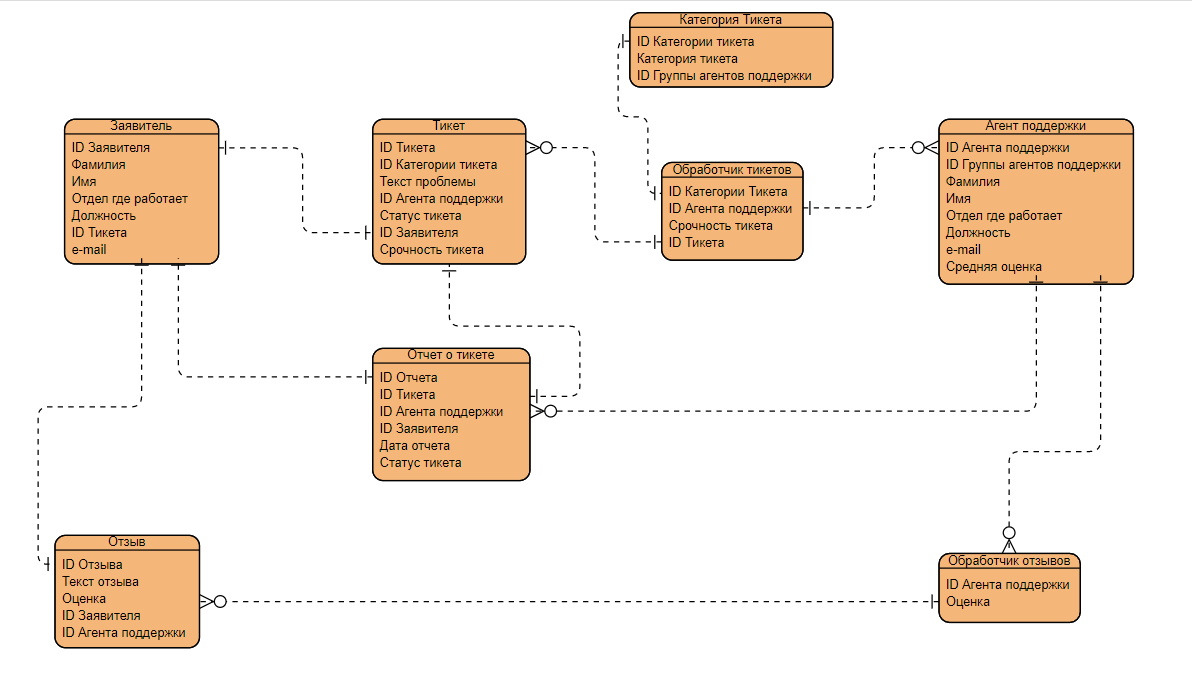 Категория Тикета
ID Категории тикета
Категория тикета
ID Группы агентов поддержки
Заявитель
ID Заявителя
Фамилия
Имя
Отдел где работает
Должность
ID Тикета
e-mail
Тикет
ID Тикета
ID Категории тикета
Текст проблемы
ID Агента поддержки
Статус тикета
ID Заявителя
Срочность тикета
Обработчик тикетов
ID Категории Тикета
ID Агента поддержки
Срочность тикета
ID Тикета
Агент поддержки
ID Агента поддержки
ID Группы агентов поддержки
Фамилия
Имя
Отдел где работает
Должность
e-mail
Средняя оценка
Отчет о тикете
ID Отчета
ID Тикета
ID Агента поддержки
ID Заявителя
Дата отчета
Статус тикета
Отзыв
ID Отзыва
Текст отзыва
Оценка
ID Заявителя
ID Агента поддержки
Обработчик отзывов
ID Агента поддержки
Оценка